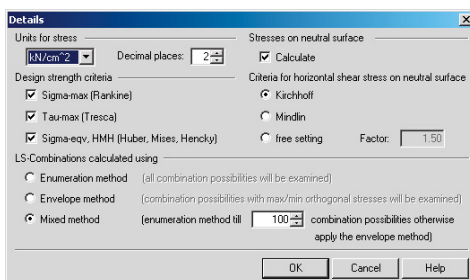 Details
Units for stress
kN/cm^2
Decimal places: 2
Stresses on neutral surface
Calculate
Design strength criteria
Sigma-max (Rankine)
Tau-max (Tresca)
Sigma-eqv, HMH (Huber, Mises, Hencky)
Criteria for horizontal shear stress on neutral surface
Kirchhoff
Mindlin
free setting Factor: 1.50
LS-Combinations calculated using
Enumeration method (all combination possibilities will be examined)
Envelope method (combination possibilities with max/min orthogonal stresses will be examined)
Mixed method (enumeration method till 100 combination possibilities otherwise
apply the envelope method)
OK Cancel Help